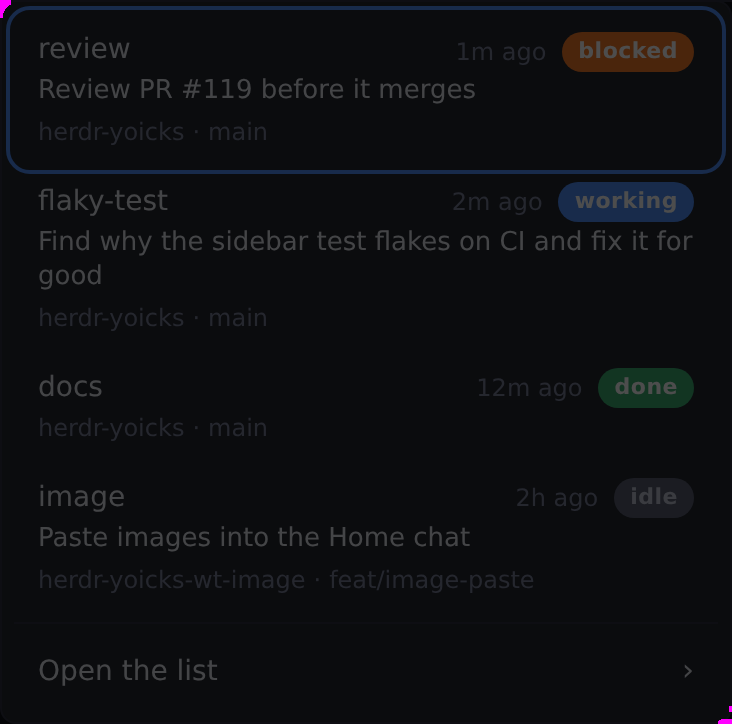 review 1m ago blocked
Review PR #119 before it merges
herdr-yoicks · main
flaky-test 2m ago working
Find why the sidebar test flakes on CI and fix it for
good
herdr-yoicks · main
docs 12m ago done
herdr-yoicks · main
image 2h ago idle
Paste images into the Home chat
herdr-yoicks-wt-image · feat/image-paste
Open the list ›